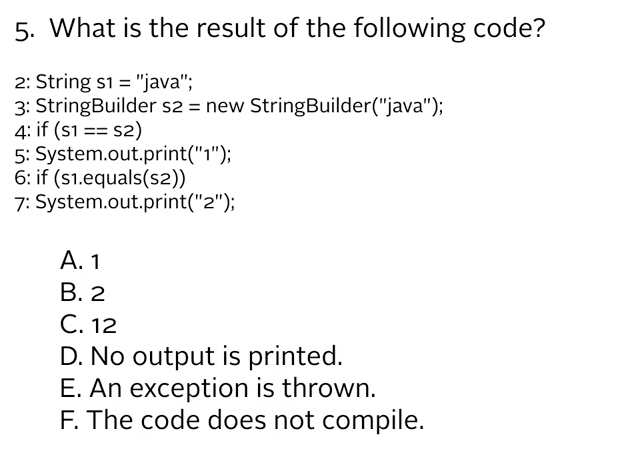 5. What is the result of the following code?
2: String s1 = "java";
3: StringBuilder s2 = new StringBuilder("java");
4: if (s1 == s2)
5: System.out.print("1");
6: if (s1.equals(s2))
7: System.out.print("2");
A. 1
B. 2
C. 12
D. No output is printed.
E. An exception is thrown.
F. The code does not compile.